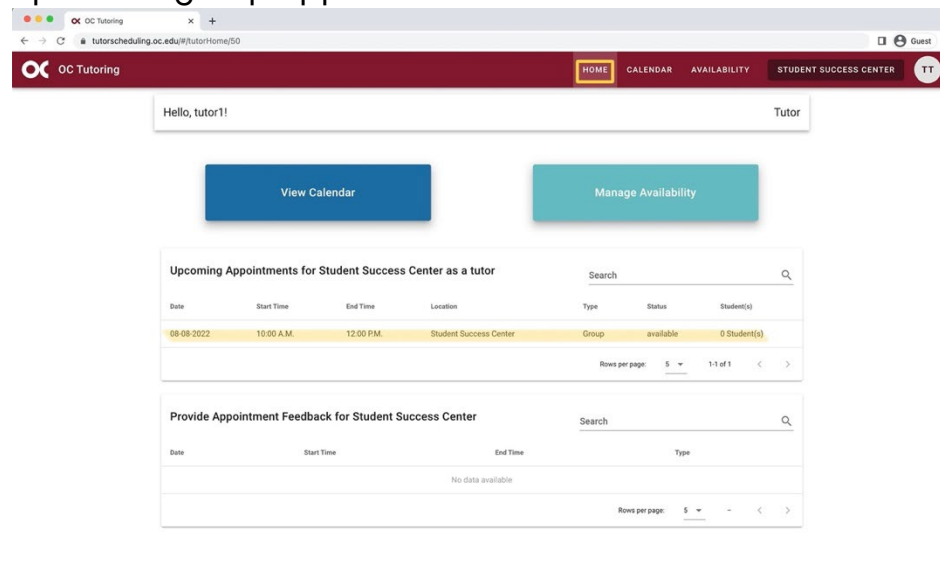 OC Tutoring
tutorscheduling.oc.edu/#/tutorHome/50
Guest
OC Tutoring
HOME CALENDAR AVAILABILITY STUDENT SUCCESS CENTER TT
Hello, tutor1! Tutor
View Calendar Manage Availability
Upcoming Appointments for Student Success Center as a tutor Search
Date Start Time End Time Location Type Status Student(s)
08-08-2022 10:00 A.M. 12:00 P.M. Student Success Center Group available 0 Student(s)
Rows per page: 5 1-1 of 1
Provide Appointment Feedback for Student Success Center Search
Date Start Time End Time Type
No data available
Rows per page: 5 –